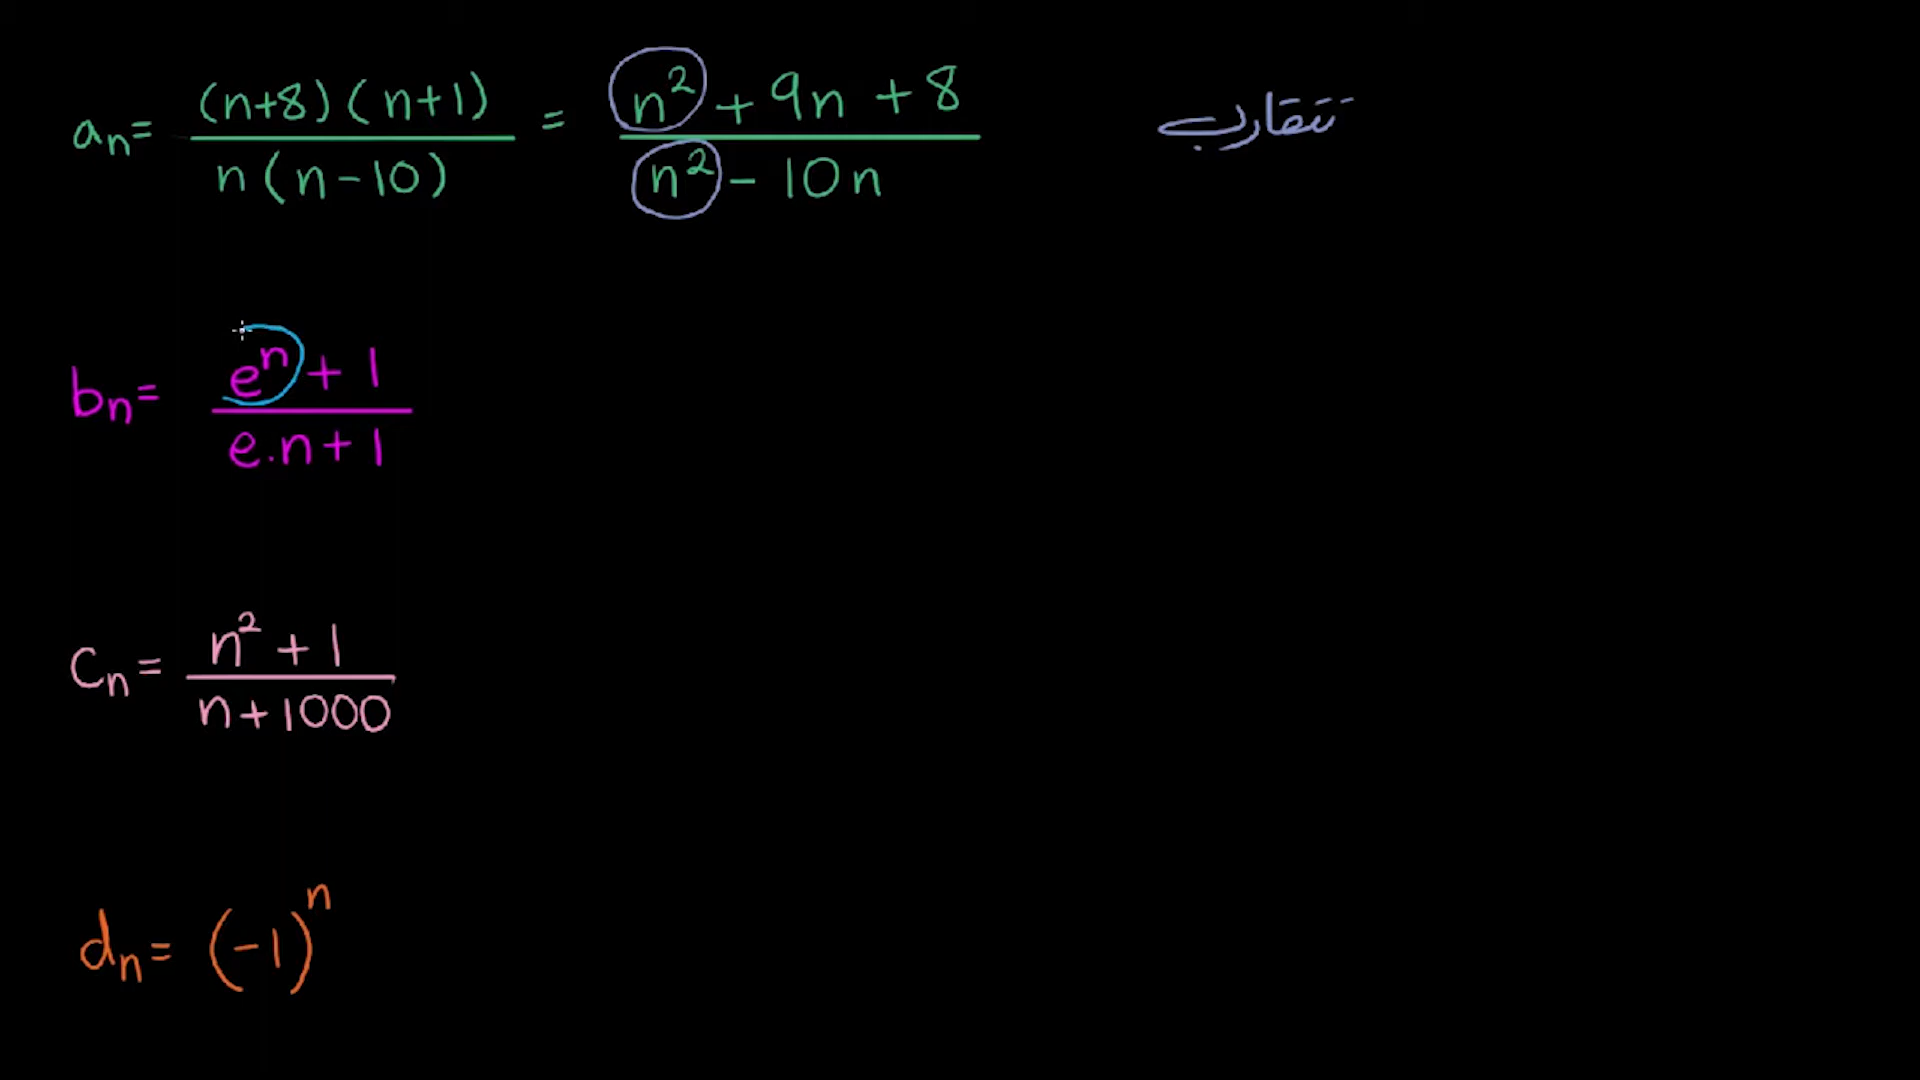 aₙ = (n+8)(n+1) / n(n-10) = n² + 9n + 8 / n² - 10n تتقارب
bₙ = eⁿ + 1 / e.n + 1
cₙ = n² + 1 / n + 1000
dₙ = (-1)ⁿ